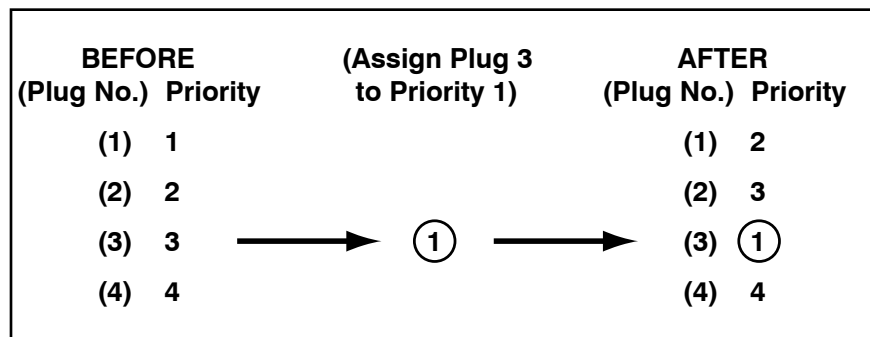 BEFORE (Assign Plug 3 AFTER
(Plug No.) Priority to Priority 1) (Plug No.) Priority
(1) 1 (1) 2
(2) 2 (2) 3
(3) 3 1 (3) 1
(4) 4 (4) 4